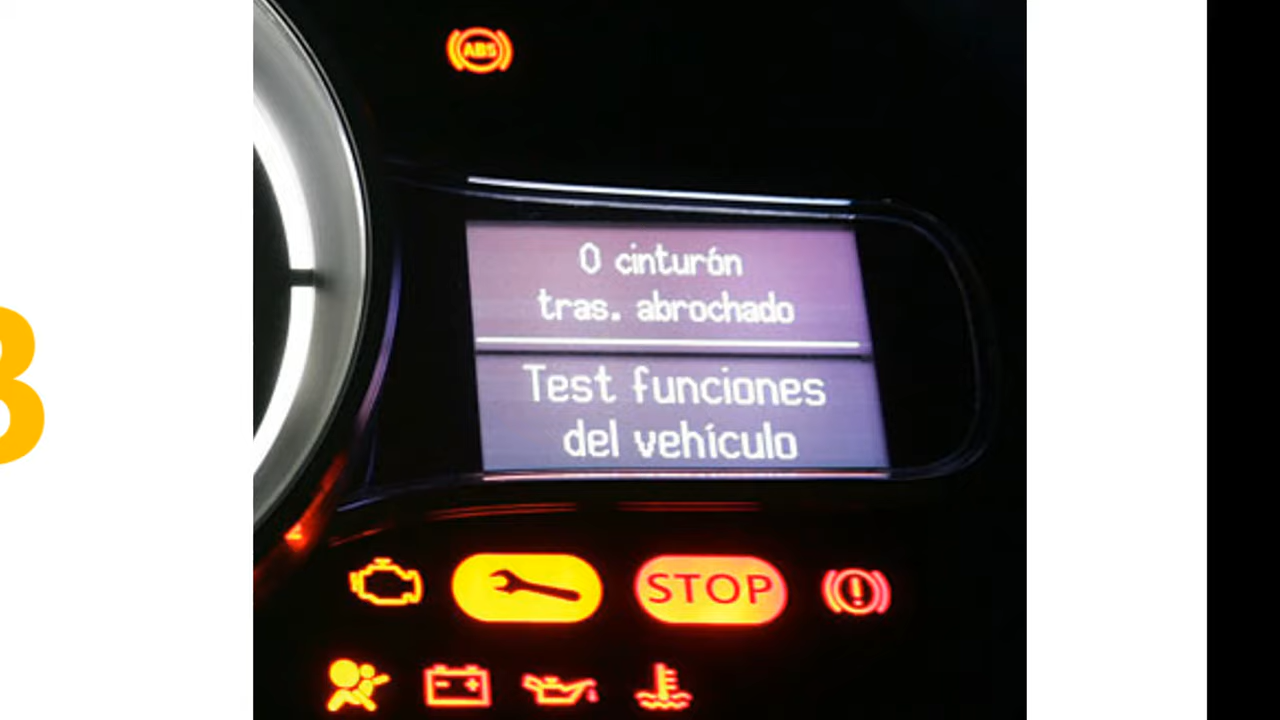 ABS
0 cinturón
tras. abrochado
Test funciones
del vehículo
STOP